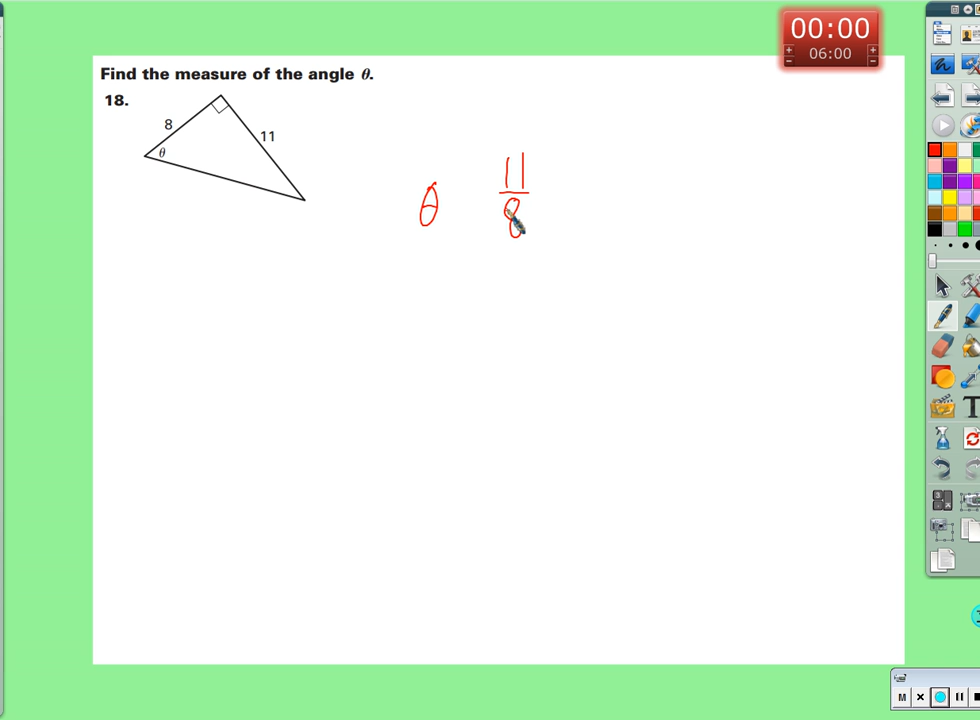 00:00
06:00
Find the measure of the angle θ.
18.
8
11
θ
11
θ
8
T
M